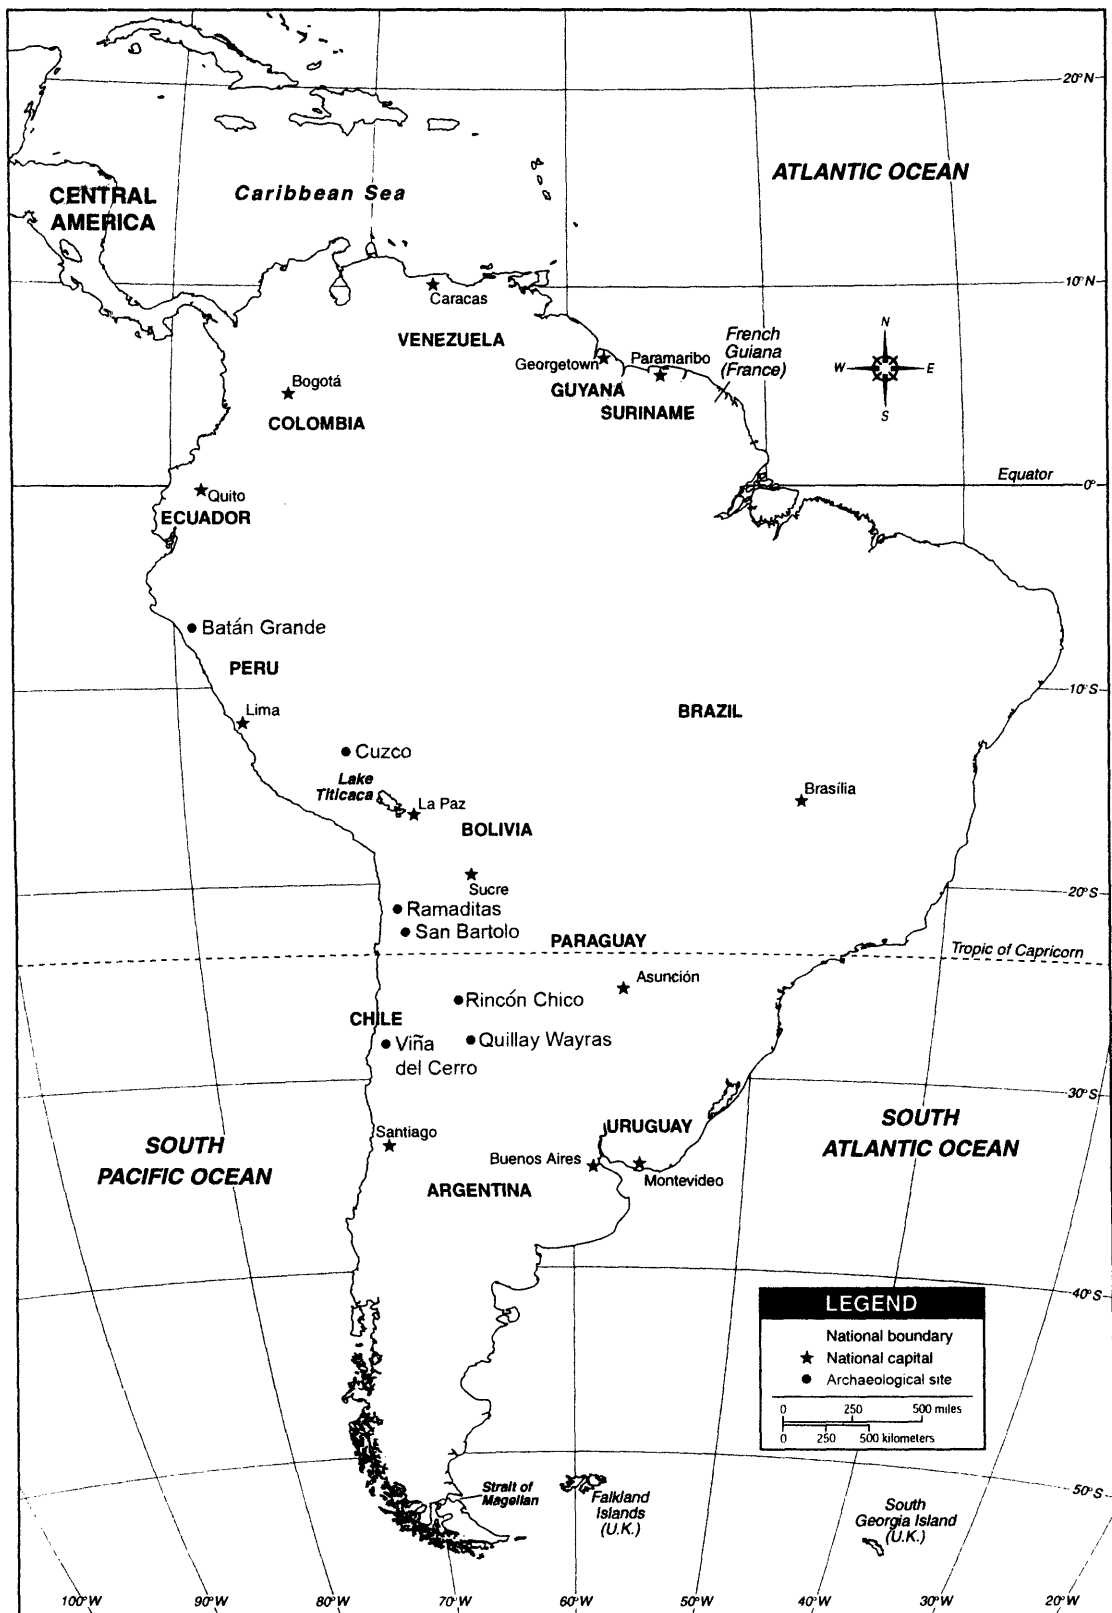 20°N
ATLANTIC OCEAN
CENTRAL
AMERICA
Caribbean Sea
10°N
Caracas
VENEZUELA
French
Guiana
(France)
N
W
E
S
Georgetown
Paramaribo
GUYANA
SURINAME
Bogotá
COLOMBIA
Equator
0°
Quito
ECUADOR
Batán Grande
PERU
10°S
Lima
BRAZIL
Cuzco
Lake
Titicaca
La Paz
Brasília
BOLIVIA
Sucre
20°S
Ramaditas
San Bartolo
PARAGUAY
Tropic of Capricorn
Asunción
Rincón Chico
CHILE
Quillay Wayras
Viña
del Cerro
30°S
SOUTH
PACIFIC OCEAN
Santiago
URUGUAY
SOUTH
ATLANTIC OCEAN
Buenos Aires
Montevideo
ARGENTINA
40°S
LEGEND
National boundary
National capital
Archaeological site
0 250 500 miles
0 250 500 kilometers
50°S
Strait of
Magellan
Falkland
Islands
(U.K.)
South
Georgia Island
(U.K.)
100°W 90°W 80°W 70°W 60°W 50°W 40°W 30°W 20°W